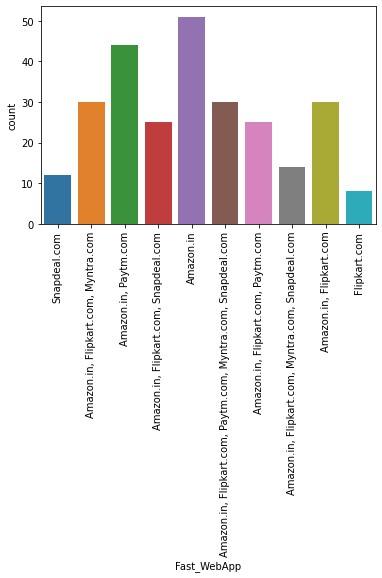 50
40
30
20
10
0
count
Snapdeal.com
Amazon.in, Flipkart.com, Myntra.com
Amazon.in, Paytm.com
Amazon.in, Flipkart.com, Snapdeal.com
Amazon.in
Amazon.in, Flipkart.com, Paytm.com, Myntra.com, Snapdeal.com
Amazon.in, Flipkart.com, Paytm.com
Amazon.in, Flipkart.com, Myntra.com, Snapdeal.com
Amazon.in, Flipkart.com
Flipkart.com
Fast_WebApp